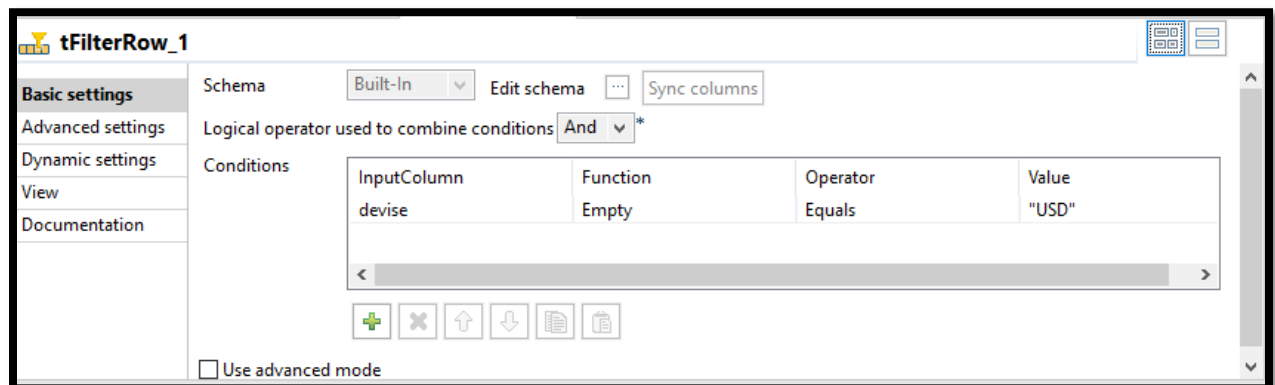 tFilterRow_1
Basic settings
Advanced settings
Dynamic settings
View
Documentation
Schema Built-In Edit schema ... Sync columns
Logical operator used to combine conditions And *
Conditions
InputColumn Function Operator Value
devise Empty Equals "USD"
Use advanced mode